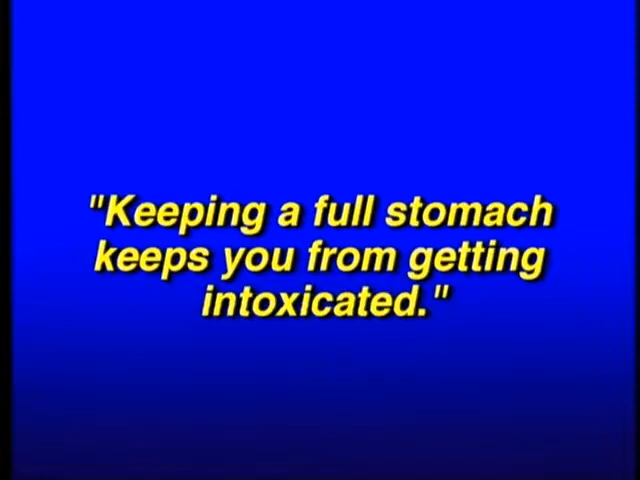 "Keeping a full stomach
keeps you from getting
intoxicated."